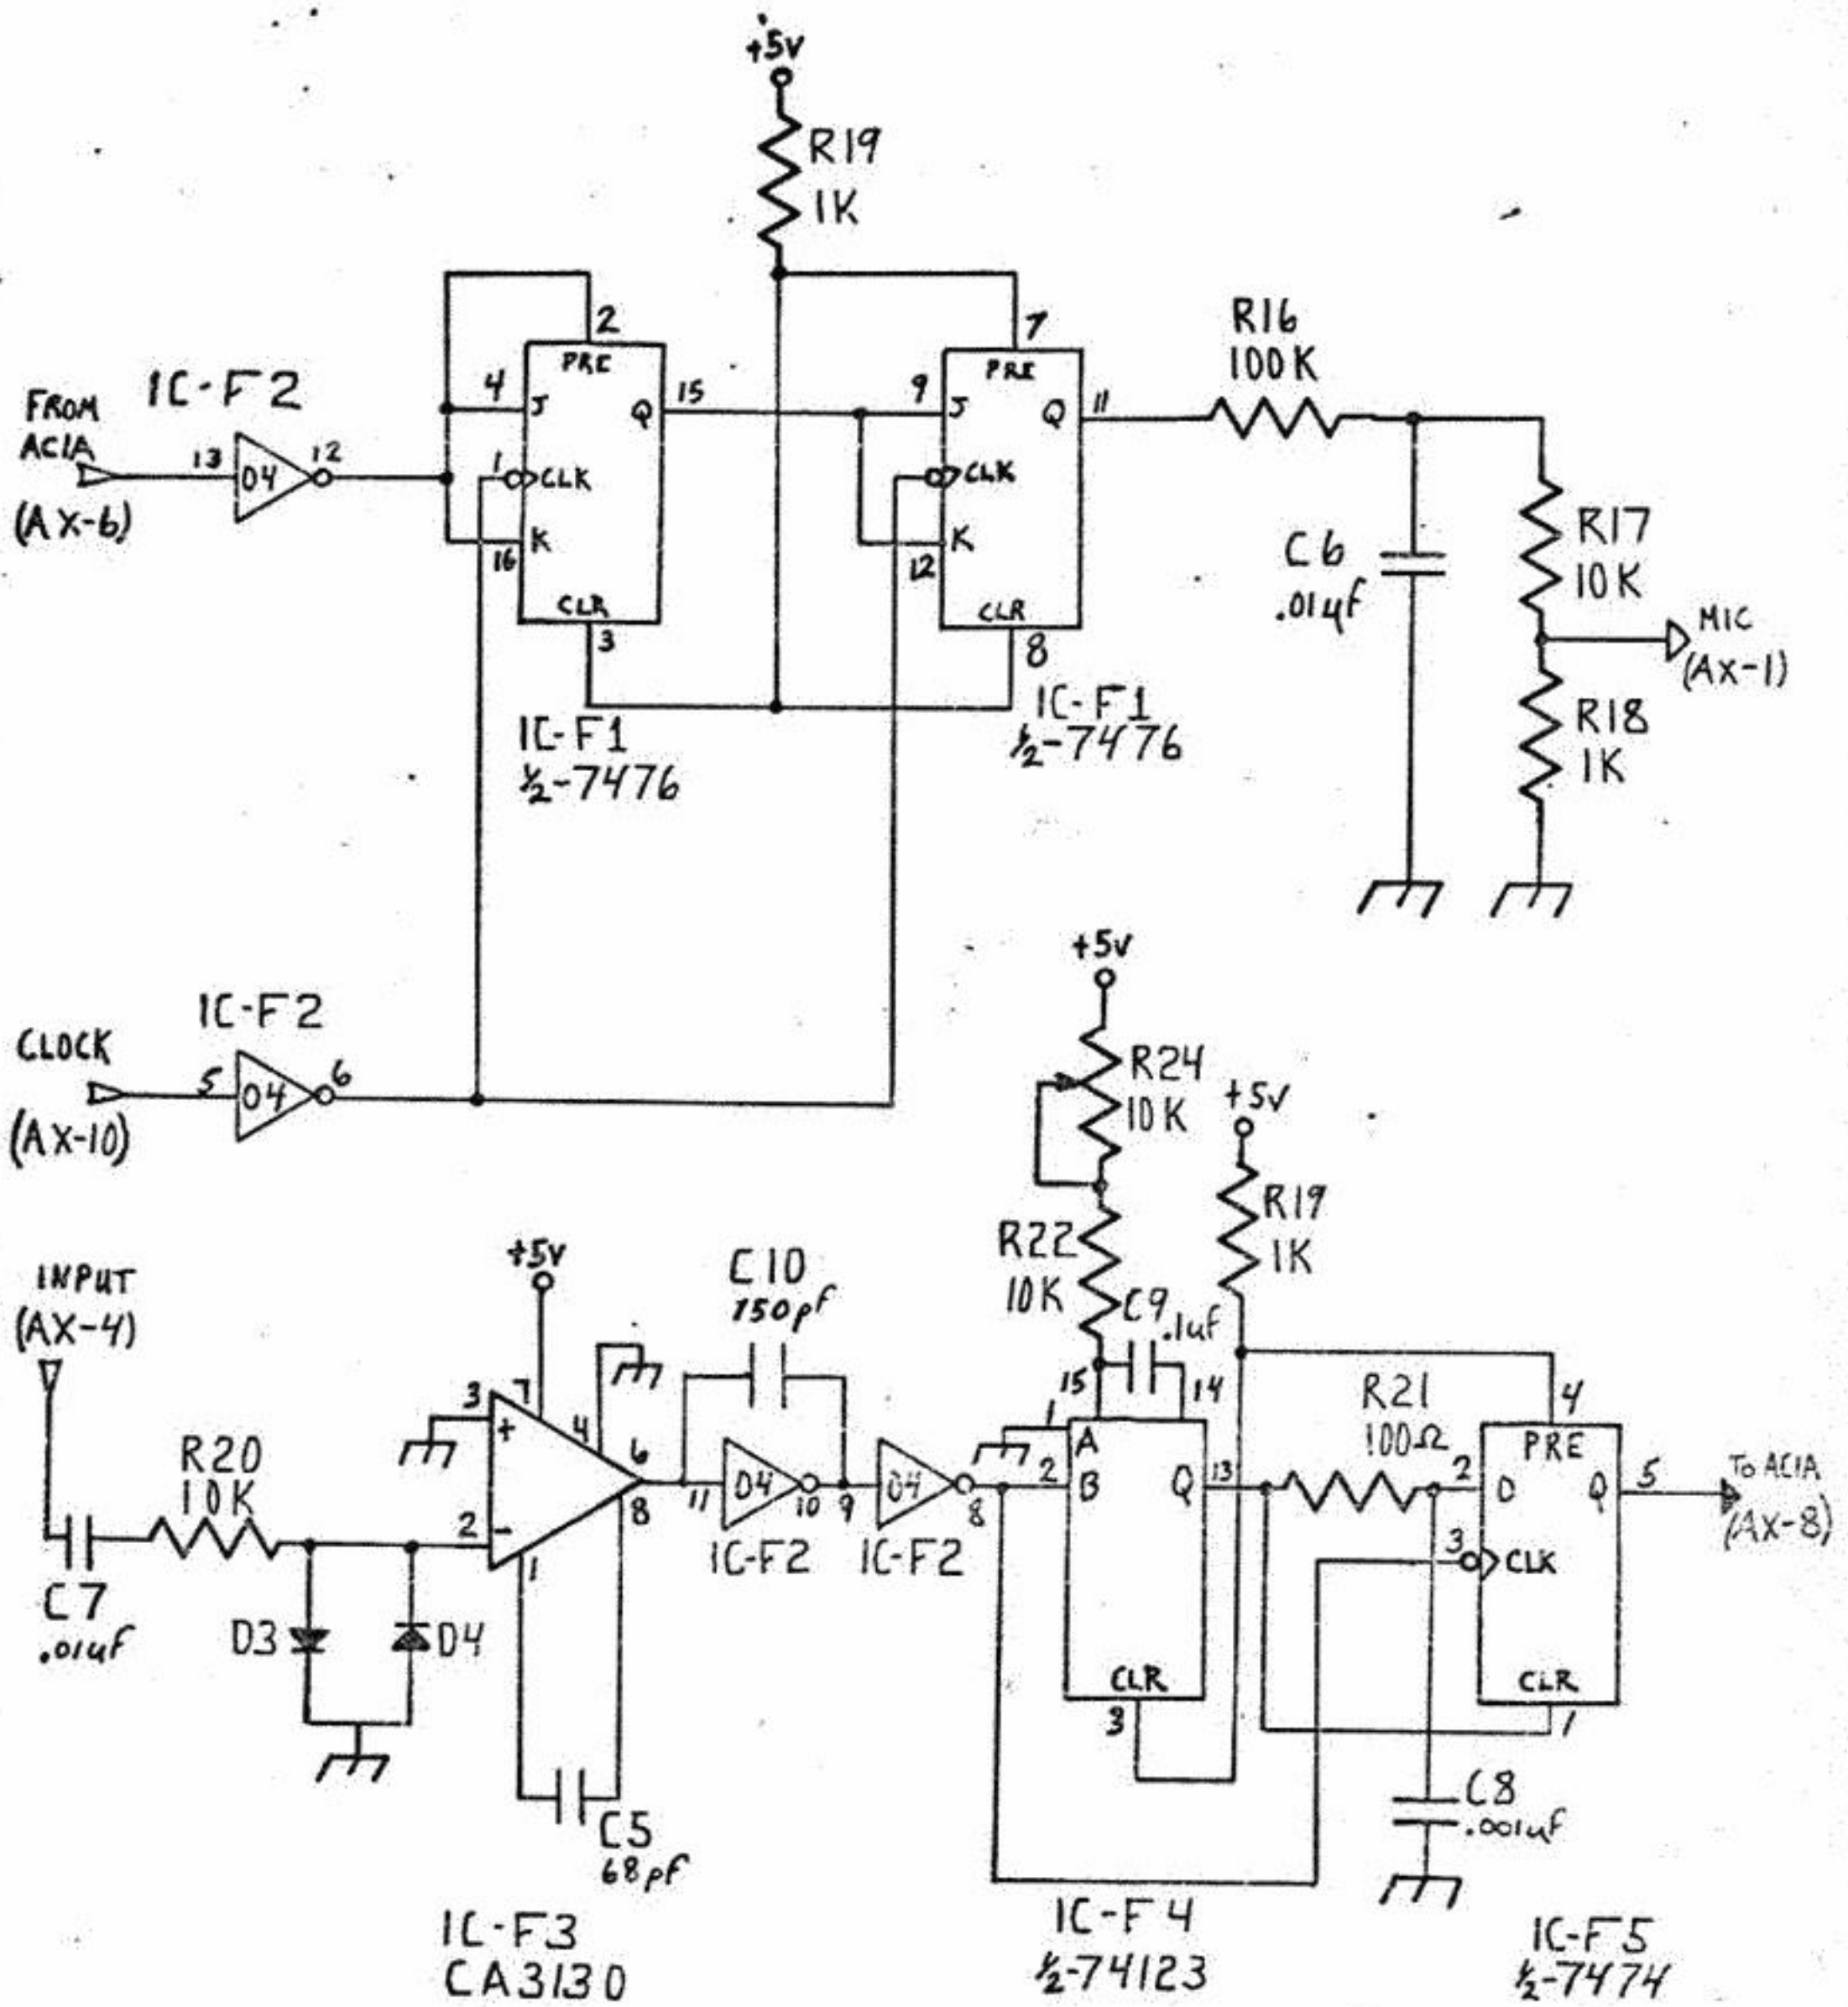 +5v
R19
1K
2
PRE
4
J
Q
15
1
CLK
16
K
CLR
3
IC-F1
½-7476
7
PRE
9
J
Q
11
CLK
12
K
CLR
8
IC-F1
½-7476
FROM
ACIA
(AX-6)
IC-F2
13
04
12
R16
100K
C6
.01uf
R17
10K
MIC
(AX-1)
R18
1K
CLOCK
(AX-10)
IC-F2
5
04
6
+5v
R24
10K
+5v
R22
10K
R19
1K
C9
.1uf
INPUT
(AX-4)
C7
.01uf
R20
10K
D3
D4
+5v
3
+
7
4
6
2
-
1
8
C5
68pf
IC-F3
CA3130
C10
750pf
11
04
10
IC-F2
9
04
8
IC-F2
15
14
1
A
2
B
Q
13
CLR
3
IC-F4
½-74123
R21
100Ω
4
PRE
2
D
Q
5
3
CLK
CLR
1
C8
.001uf
IC-F5
½-7474
To ACIA
(AX-8)